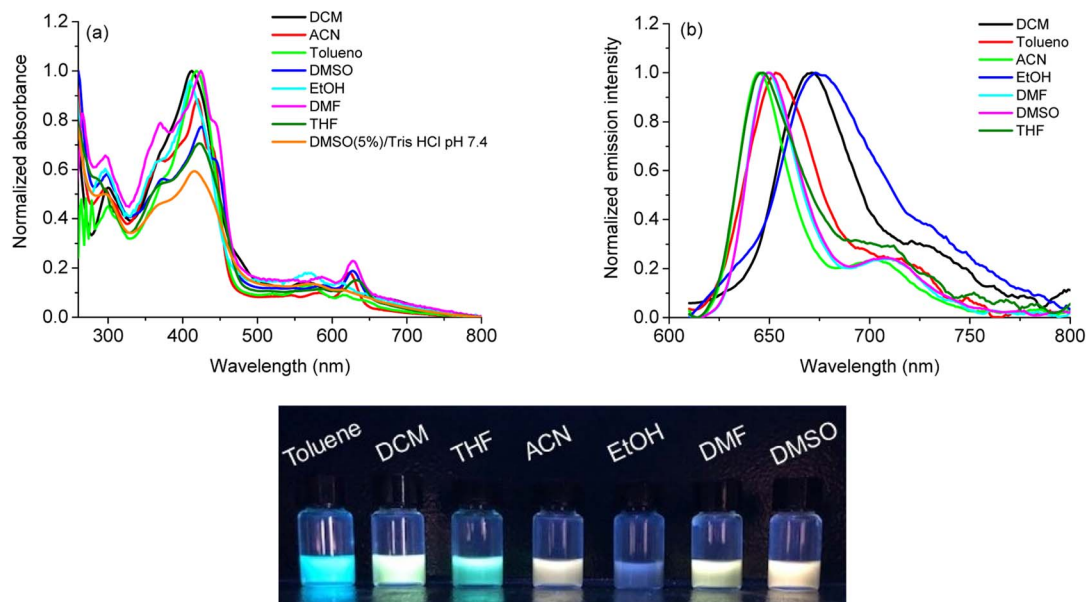 (a)
DCM
ACN
Tolueno
DMSO
EtOH
DMF
THF
DMSO(5%)/Tris HCl pH 7.4
Normalized absorbance
1.2
1.0
0.8
0.6
0.4
0.2
0.0
300 400 500 600 700 800
Wavelength (nm)
(b)
DCM
Tolueno
ACN
EtOH
DMF
DMSO
THF
Normalized emission intensity
1.2
1.0
0.8
0.6
0.4
0.2
0.0
600 650 700 750 800
Wavelength (nm)
Toluene DCM THF ACN EtOH DMF DMSO